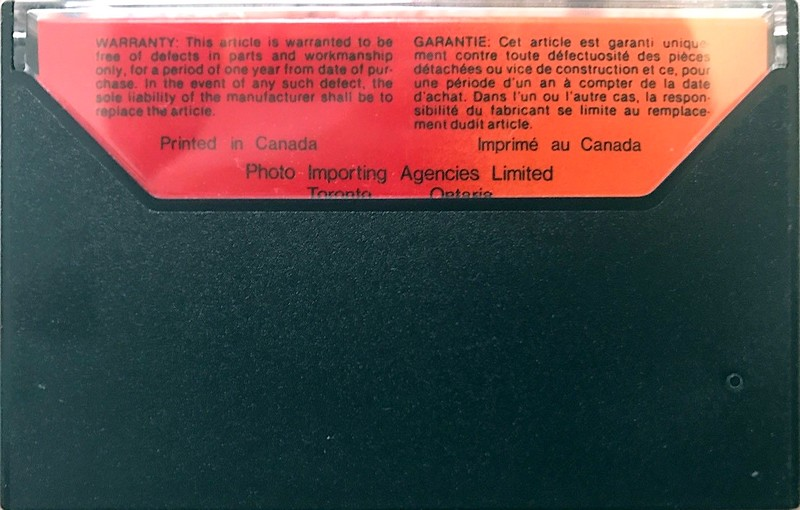 WARRANTY: This article is warranted to be
free of defects in parts and workmanship
only, for a period of one year from date of pur-
chase. In the event of any such defect, the
sole liability of the manufacturer shall be to
replace the article.
GARANTIE: Cet article est garanti unique-
ment contre toute défectuosité des pièces
détachées ou vice de construction et ce, pour
une période d'un an à compter de la date
d'achat. Dans l'un ou l'autre cas, la respon-
sibilité du fabricant se limite au remplace-
ment dudit article.
Printed in Canada
Imprimé au Canada
Photo Importing Agencies Limited
Toronto Ontario